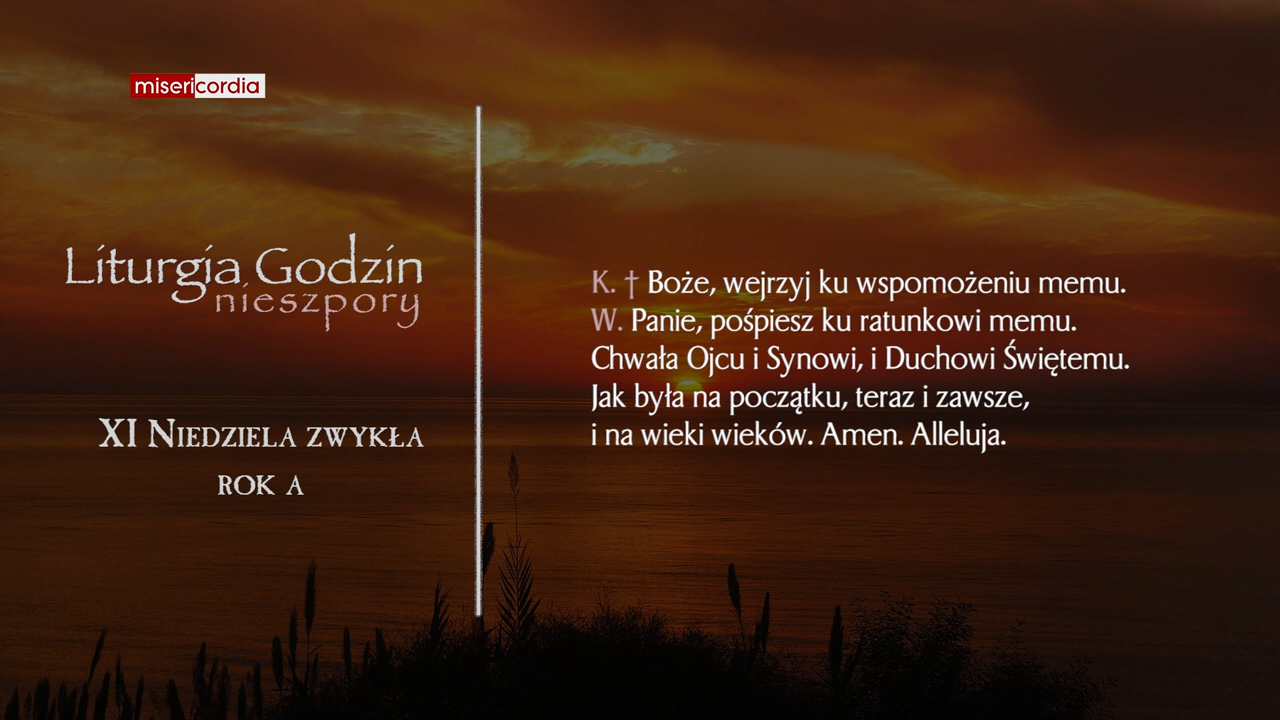 misericordia
Liturgia Godzin
nieszpory
XI Niedziela zwykła
rok A
K. † Boże, wejrzyj ku wspomożeniu memu.
W. Panie, pośpiesz ku ratunkowi memu.
Chwała Ojcu i Synowi, i Duchowi Świętemu.
Jak była na początku, teraz i zawsze,
i na wieki wieków. Amen. Alleluja.